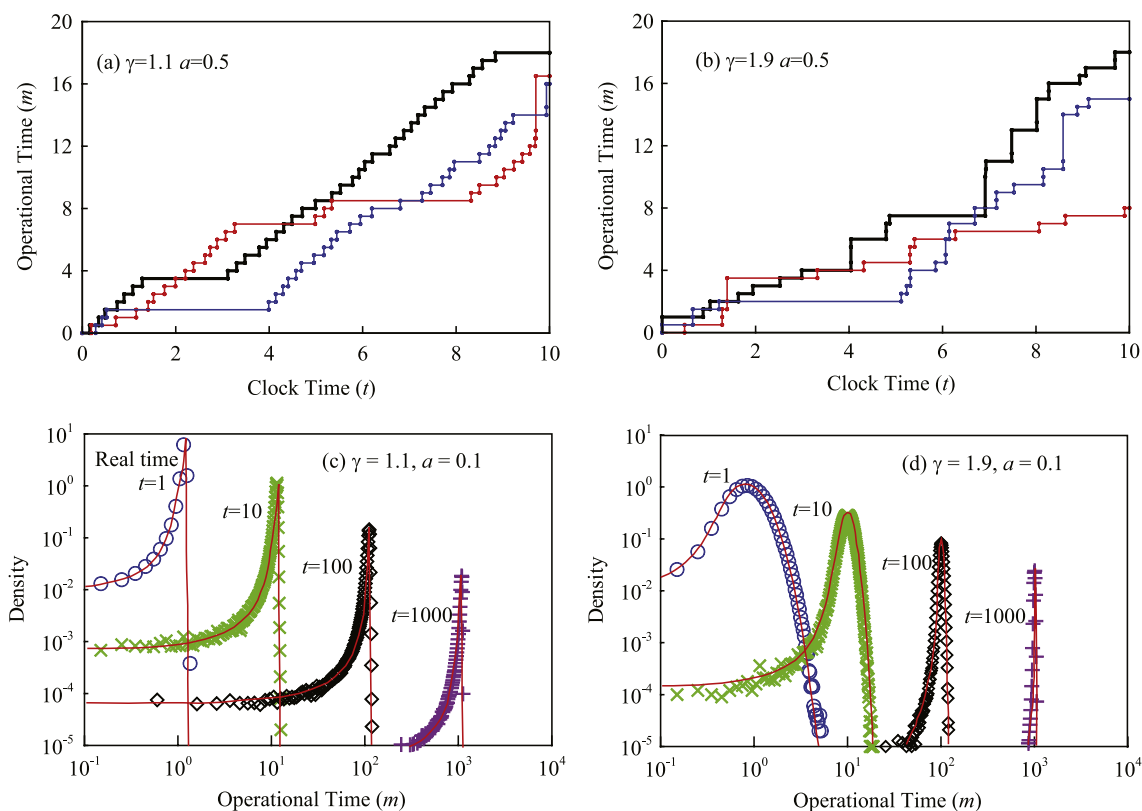 20
16
12
8
4
0
Operational Time (m)
(a) γ=1.1 a=0.5
0 2 4 6 8 10
Clock Time (t)
20
16
12
8
4
0
Operational Time (m)
(b) γ=1.9 a=0.5
0 2 4 6 8 10
Clock Time (t)
10^1
10^0
10^-1
10^-2
10^-3
10^-4
10^-5
Density
Real time
t=1
t=10
t=100
t=1000
(c) γ = 1.1, a = 0.1
10^-1 10^0 10^1 10^2 10^3 10^4
Operational Time (m)
10^1
10^0
10^-1
10^-2
10^-3
10^-4
10^-5
Density
t=1
t=10
t=100
t=1000
(d) γ = 1.9, a = 0.1
10^-1 10^0 10^1 10^2 10^3 10^4
Operational Time (m)